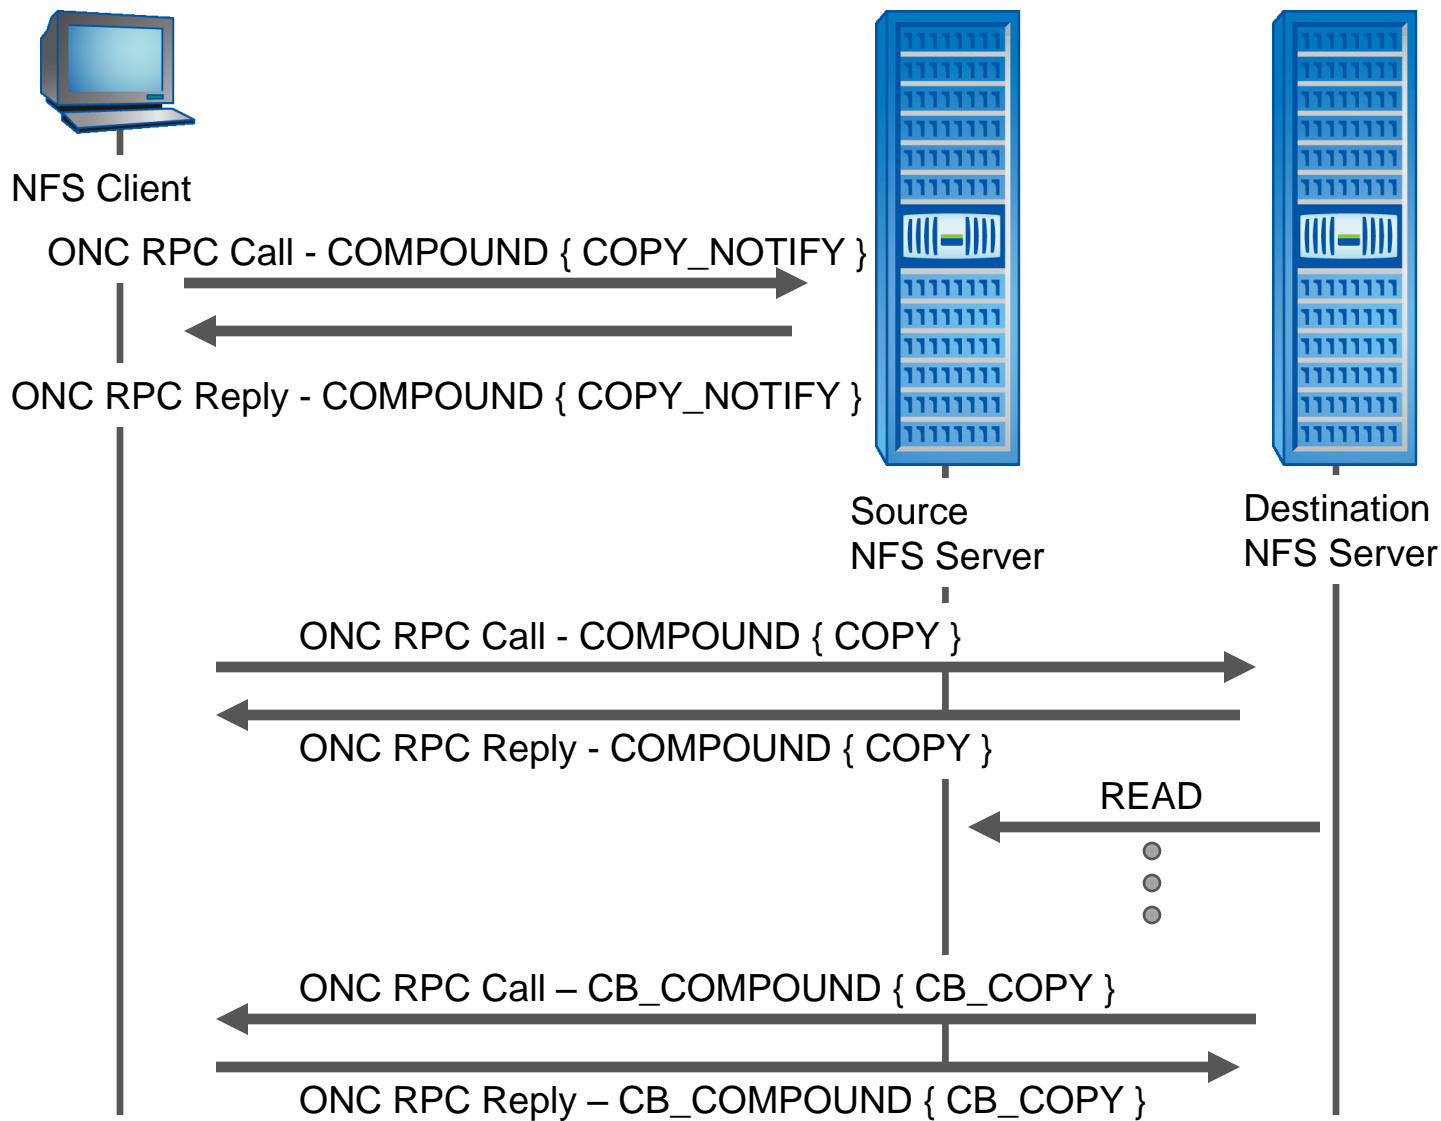 NFS Client
ONC RPC Call - COMPOUND { COPY_NOTIFY }
ONC RPC Reply - COMPOUND { COPY_NOTIFY }
Source
NFS Server
Destination
NFS Server
ONC RPC Call - COMPOUND { COPY }
ONC RPC Reply - COMPOUND { COPY }
READ
ONC RPC Call – CB_COMPOUND { CB_COPY }
ONC RPC Reply – CB_COMPOUND { CB_COPY }